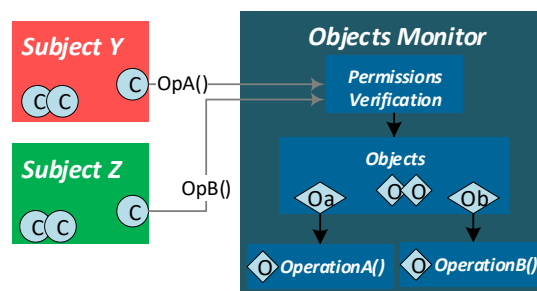 Subject Y
C
C C
OpA()
Subject Z
C
C C
OpB()
Objects Monitor
Permissions
Verification
Objects
Oa
O O
Ob
O OperationA()
O OperationB()